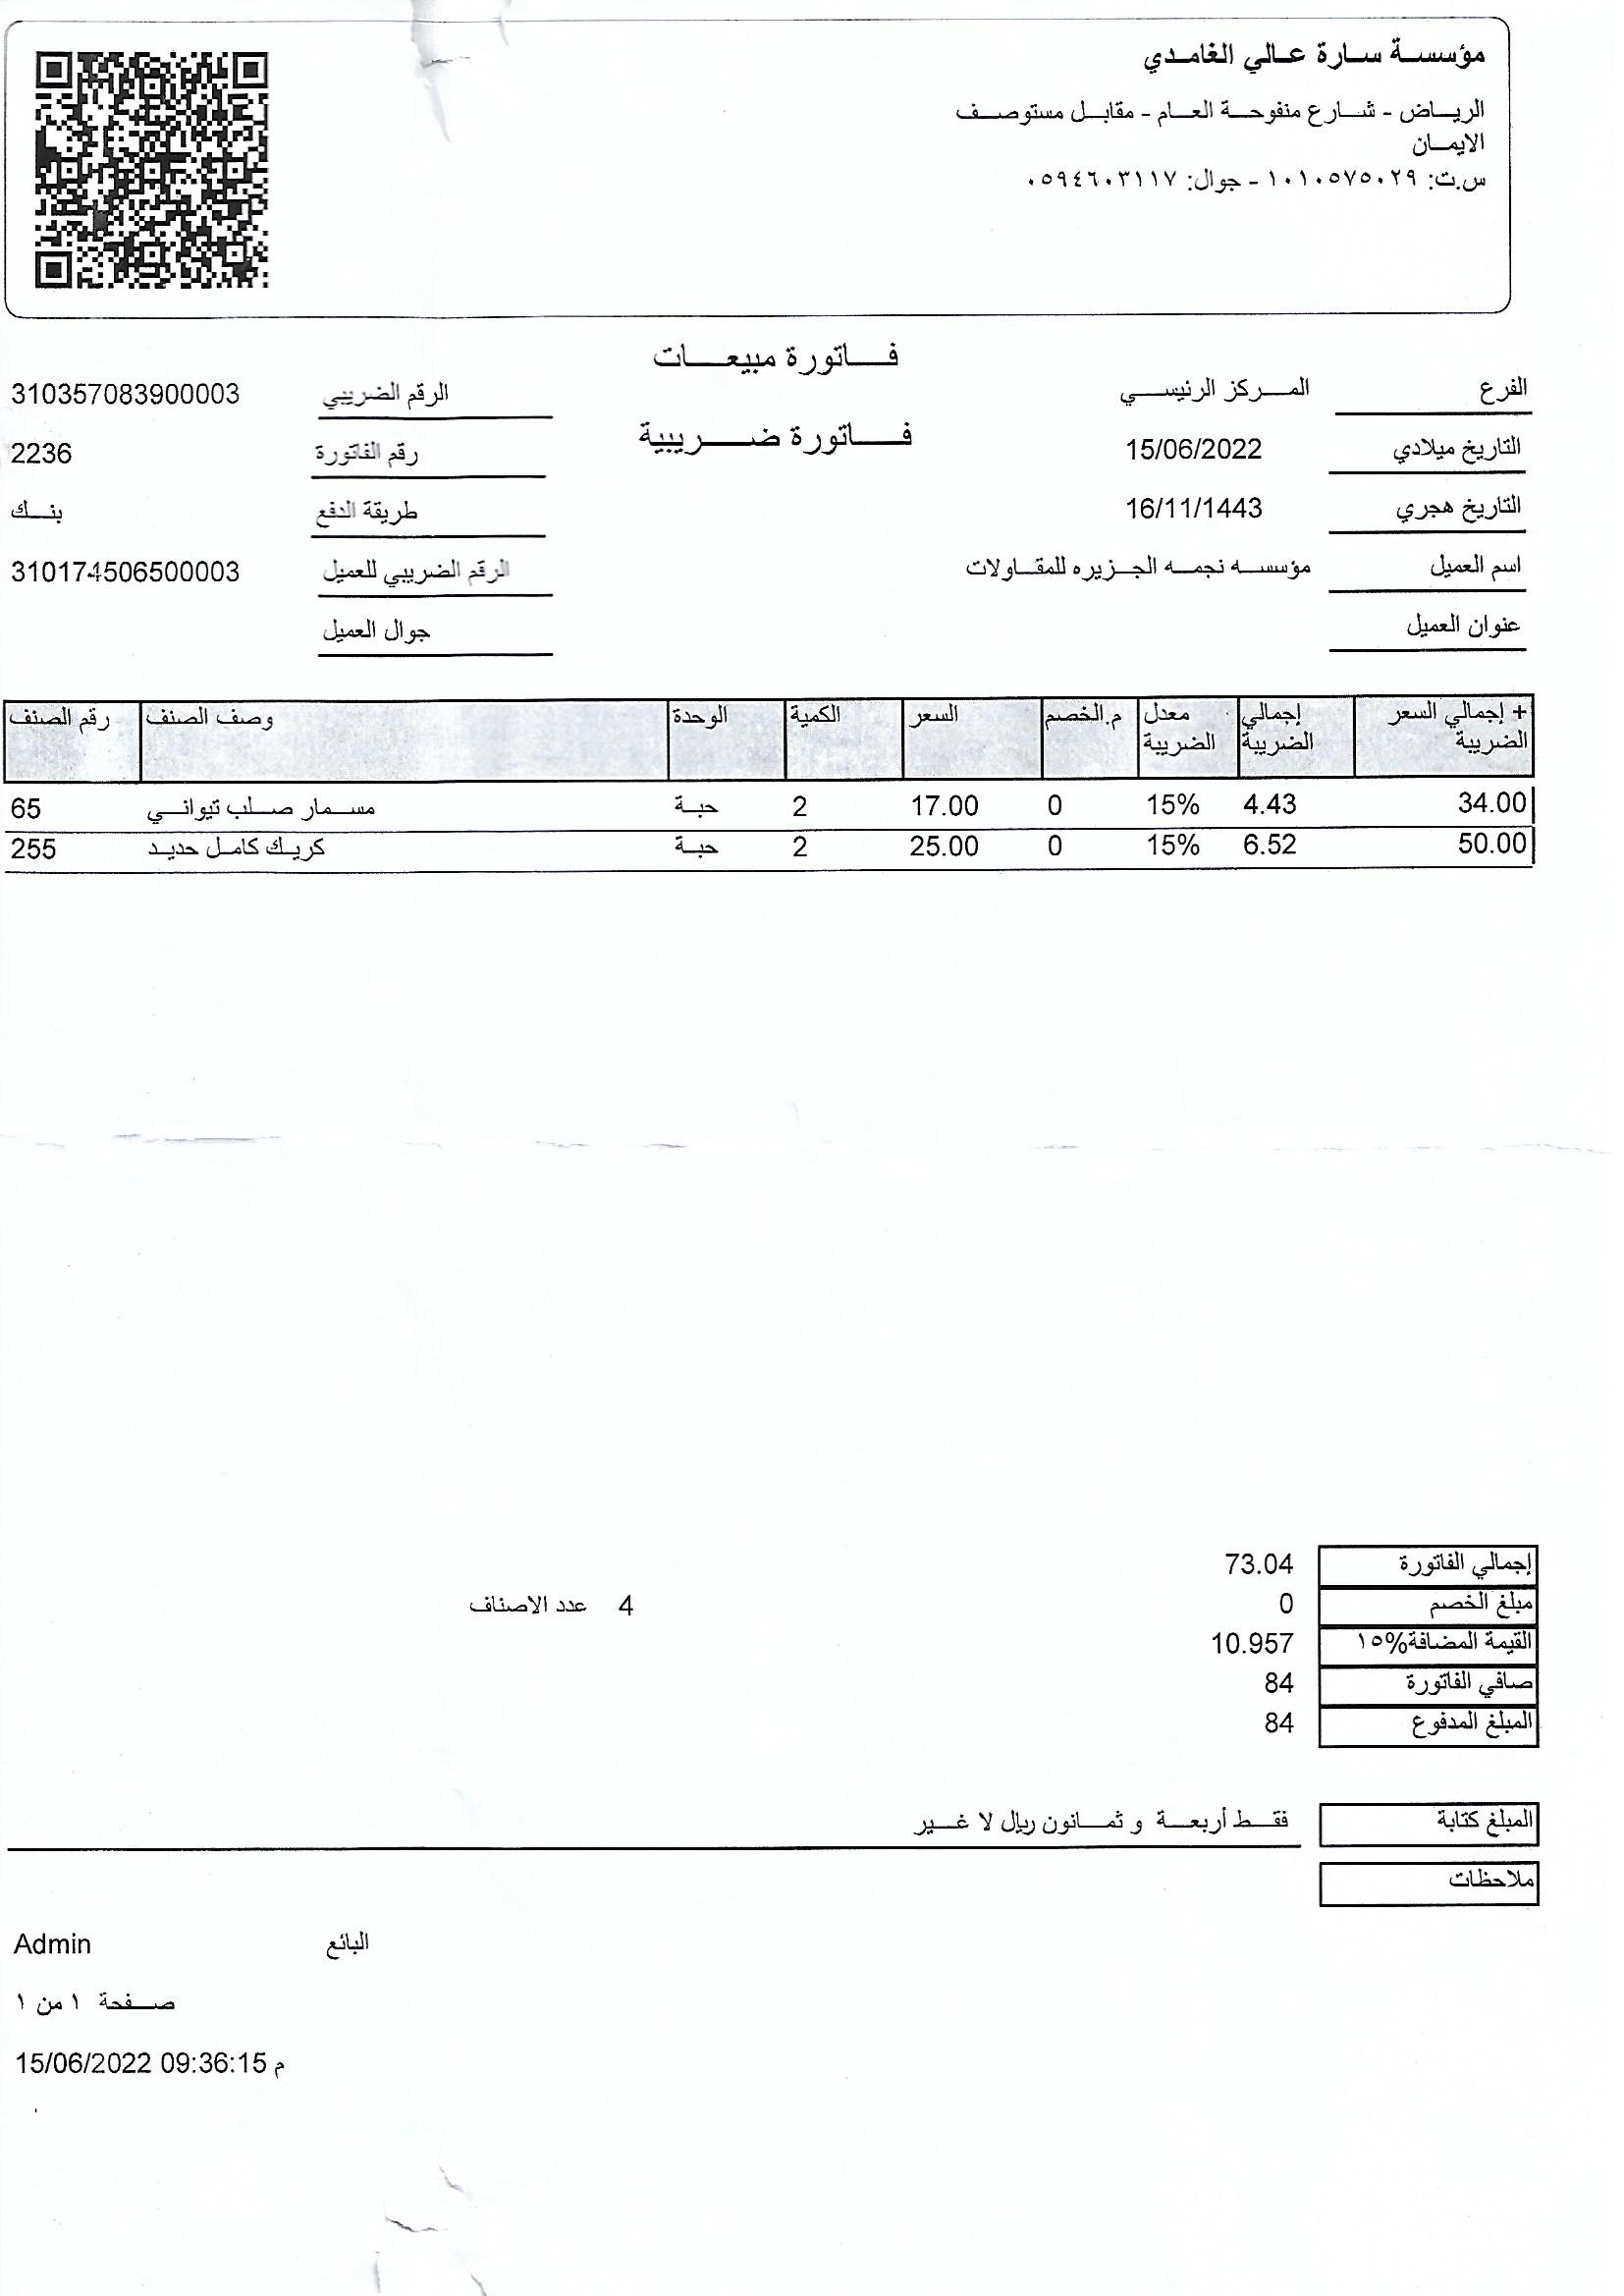 مؤسسة سارة عالي الغامدي
الرياض - شارع منفوحة العام - مقابل مستوصف
الايمان
س.ت: ١٠١٠٥٧٥٠٢٩ - جوال: ٠٥٩٤٦٠٣١١٧
فاتورة مبيعات
فاتورة ضريبية
الفرع المركز الرئيسي
الرقم الضريبي 310357083900003
التاريخ ميلادي 15/06/2022
رقم الفاتورة 2236
التاريخ هجري 16/11/1443
طريقة الدفع بنك
اسم العميل مؤسسه نجمه الجزيره للمقاولات
الرقم الضريبي للعميل 310174506500003
عنوان العميل
جوال العميل
رقم الصنف وصف الصنف الوحدة الكمية السعر م.الخصم معدل الضريبة إجمالي الضريبة إجمالي السعر + الضريبة
65 مسمار صلب تيواني حبة 2 17.00 0 15% 4.43 34.00
255 كريك كامل حديد حبة 2 25.00 0 15% 6.52 50.00
إجمالي الفاتورة 73.04
مبلغ الخصم 0
4 عدد الاصناف
القيمة المضافة%١٥ 10.957
صافي الفاتورة 84
المبلغ المدفوع 84
المبلغ كتابة فقط أربعة و ثمانون ريال لا غير
ملاحظات
البائع Admin
صفحة ١ من ١
15/06/2022 09:36:15 م